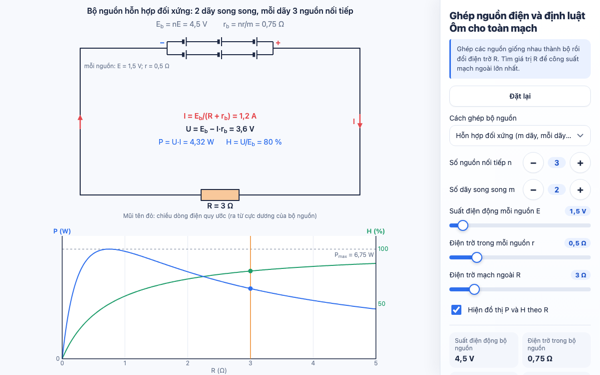 Bộ nguồn hỗn hợp đối xứng: 2 dãy song song, mỗi dãy 3 nguồn nối tiếp
E_b = nE = 4,5 V r_b = nr/m = 0,75 Ω
− +
mỗi nguồn: E = 1,5 V; r = 0,5 Ω
I = E_b/(R + r_b) = 1,2 A
I
U = E_b − I·r_b = 3,6 V
P = U·I = 4,32 W H = U/E_b = 80 %
R = 3 Ω
Mũi tên đỏ: chiều dòng điện quy ước (ra từ cực dương của bộ nguồn)
P (W) H (%)
P_max = 6,75 W
100
50
0
0 1 2 3 4 5
R (Ω)
Ghép nguồn điện và định luật
Ôm cho toàn mạch
Ghép các nguồn giống nhau thành bộ rồi
đổi điện trở R. Tìm giá trị R để công suất
mạch ngoài lớn nhất.
Đặt lại
Cách ghép bộ nguồn
Hỗn hợp đối xứng (m dãy, mỗi dãy...
Số nguồn nối tiếp n − 3 +
Số dãy song song m − 2 +
Suất điện động mỗi nguồn E 1,5 V
Điện trở trong mỗi nguồn r 0,5 Ω
Điện trở mạch ngoài R 3 Ω
Hiện đồ thị P và H theo R
Suất điện động bộ
nguồn
4,5 V
Điện trở trong bộ
nguồn
0,75 Ω